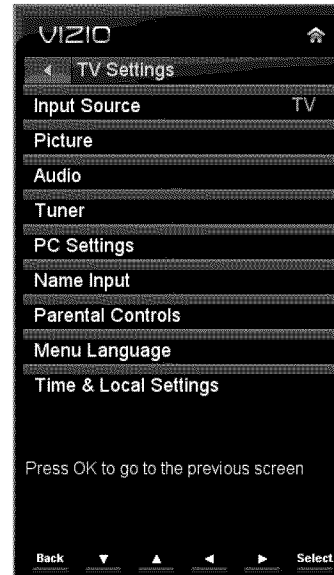 VIZIO
TV Settings
Input Source TV
Picture
Audio
Tuner
PC Settings
Name Input
Parental Controls
Menu Language
Time & Local Settings
Press OK to go to the previous screen
Back Select